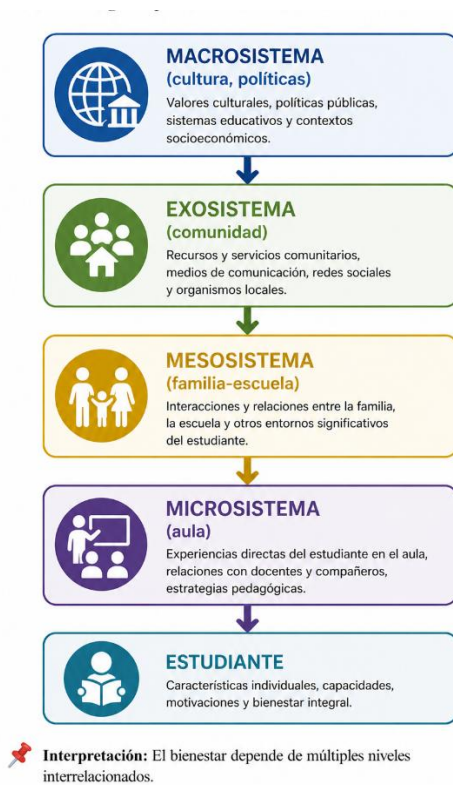 MACROSISTEMA
(cultura, políticas)
Valores culturales, políticas públicas,
sistemas educativos y contextos
socioeconómicos.
EXOSISTEMA
(comunidad)
Recursos y servicios comunitarios,
medios de comunicación, redes sociales
y organismos locales.
MESOSISTEMA
(familia-escuela)
Interacciones y relaciones entre la familia,
la escuela y otros entornos significativos
del estudiante.
MICROSISTEMA
(aula)
Experiencias directas del estudiante en el aula,
relaciones con docentes y compañeros,
estrategias pedagógicas.
ESTUDIANTE
Características individuales, capacidades,
motivaciones y bienestar integral.
Interpretación: El bienestar depende de múltiples niveles
interrelacionados.